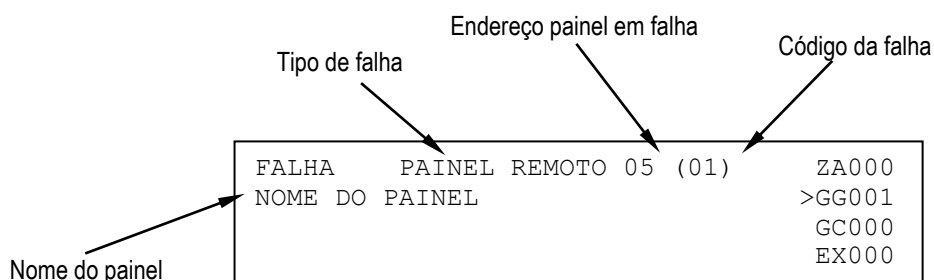 Endereço painel em falha
Código da falha
Tipo de falha
FALHA PAINEL REMOTO 05 (01) ZA000
NOME DO PAINEL >GG001
GC000
EX000
Nome do painel